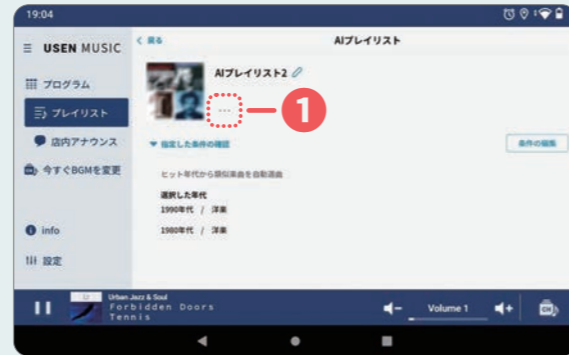 19:04
USEN MUSIC
プログラム
プレイリスト
店内アナウンス
今すぐBGMを変更
info
設定
戻る
AIプレイリスト
AIプレイリスト2
...
1
指定した条件の確認
条件の編集
ヒット年代から類似楽曲を自動選曲
選択した年代
1990年代 / 洋楽
1980年代 / 洋楽
Urban Jazz & Soul
Forbidden Doors
Tennis
Volume 1
CH